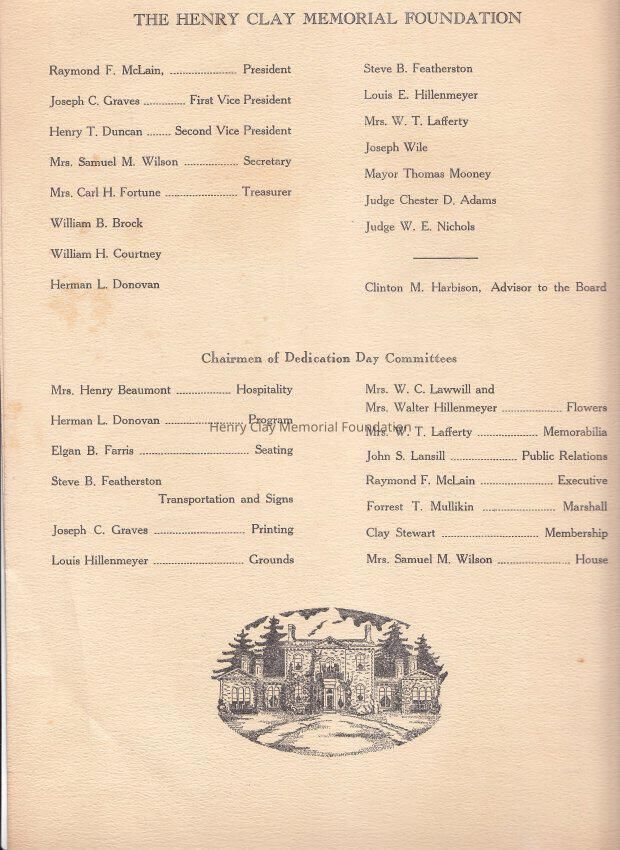 THE HENRY CLAY MEMORIAL FOUNDATION
Raymond F. McLain, .................... President
Joseph C. Graves ............ First Vice President
Henry T. Duncan ....... Second Vice President
Mrs. Samuel M. Wilson ................ Secretary
Mrs. Carl H. Fortune ..................... Treasurer
William B. Brock
William H. Courtney
Herman L. Donovan
Steve B. Featherston
Louis E. Hillenmeyer
Mrs. W. T. Lafferty
Joseph Wile
Mayor Thomas Mooney
Judge Chester D. Adams
Judge W. E. Nichols
Clinton M. Harbison, Advisor to the Board
Chairmen of Dedication Day Committees
Mrs. Henry Beaumont ................ Hospitality
Herman L. Donovan ....................... Program
Elgan B. Farris ................................ Seating
Steve B. Featherston
Transportation and Signs
Joseph C. Graves .......................... Printing
Louis Hillenmeyer .......................... Grounds
Mrs. W. C. Lawwill and
Mrs. Walter Hillenmeyer ................. Flowers
Mrs. W. T. Lafferty ................. Memorabilia
John S. Lansill ................... Public Relations
Raymond F. McLain ..................... Executive
Forrest T. Mullikin ..................... Marshall
Clay Stewart ............................ Membership
Mrs. Samuel M. Wilson ..................... House
Henry Clay Memorial Foundation